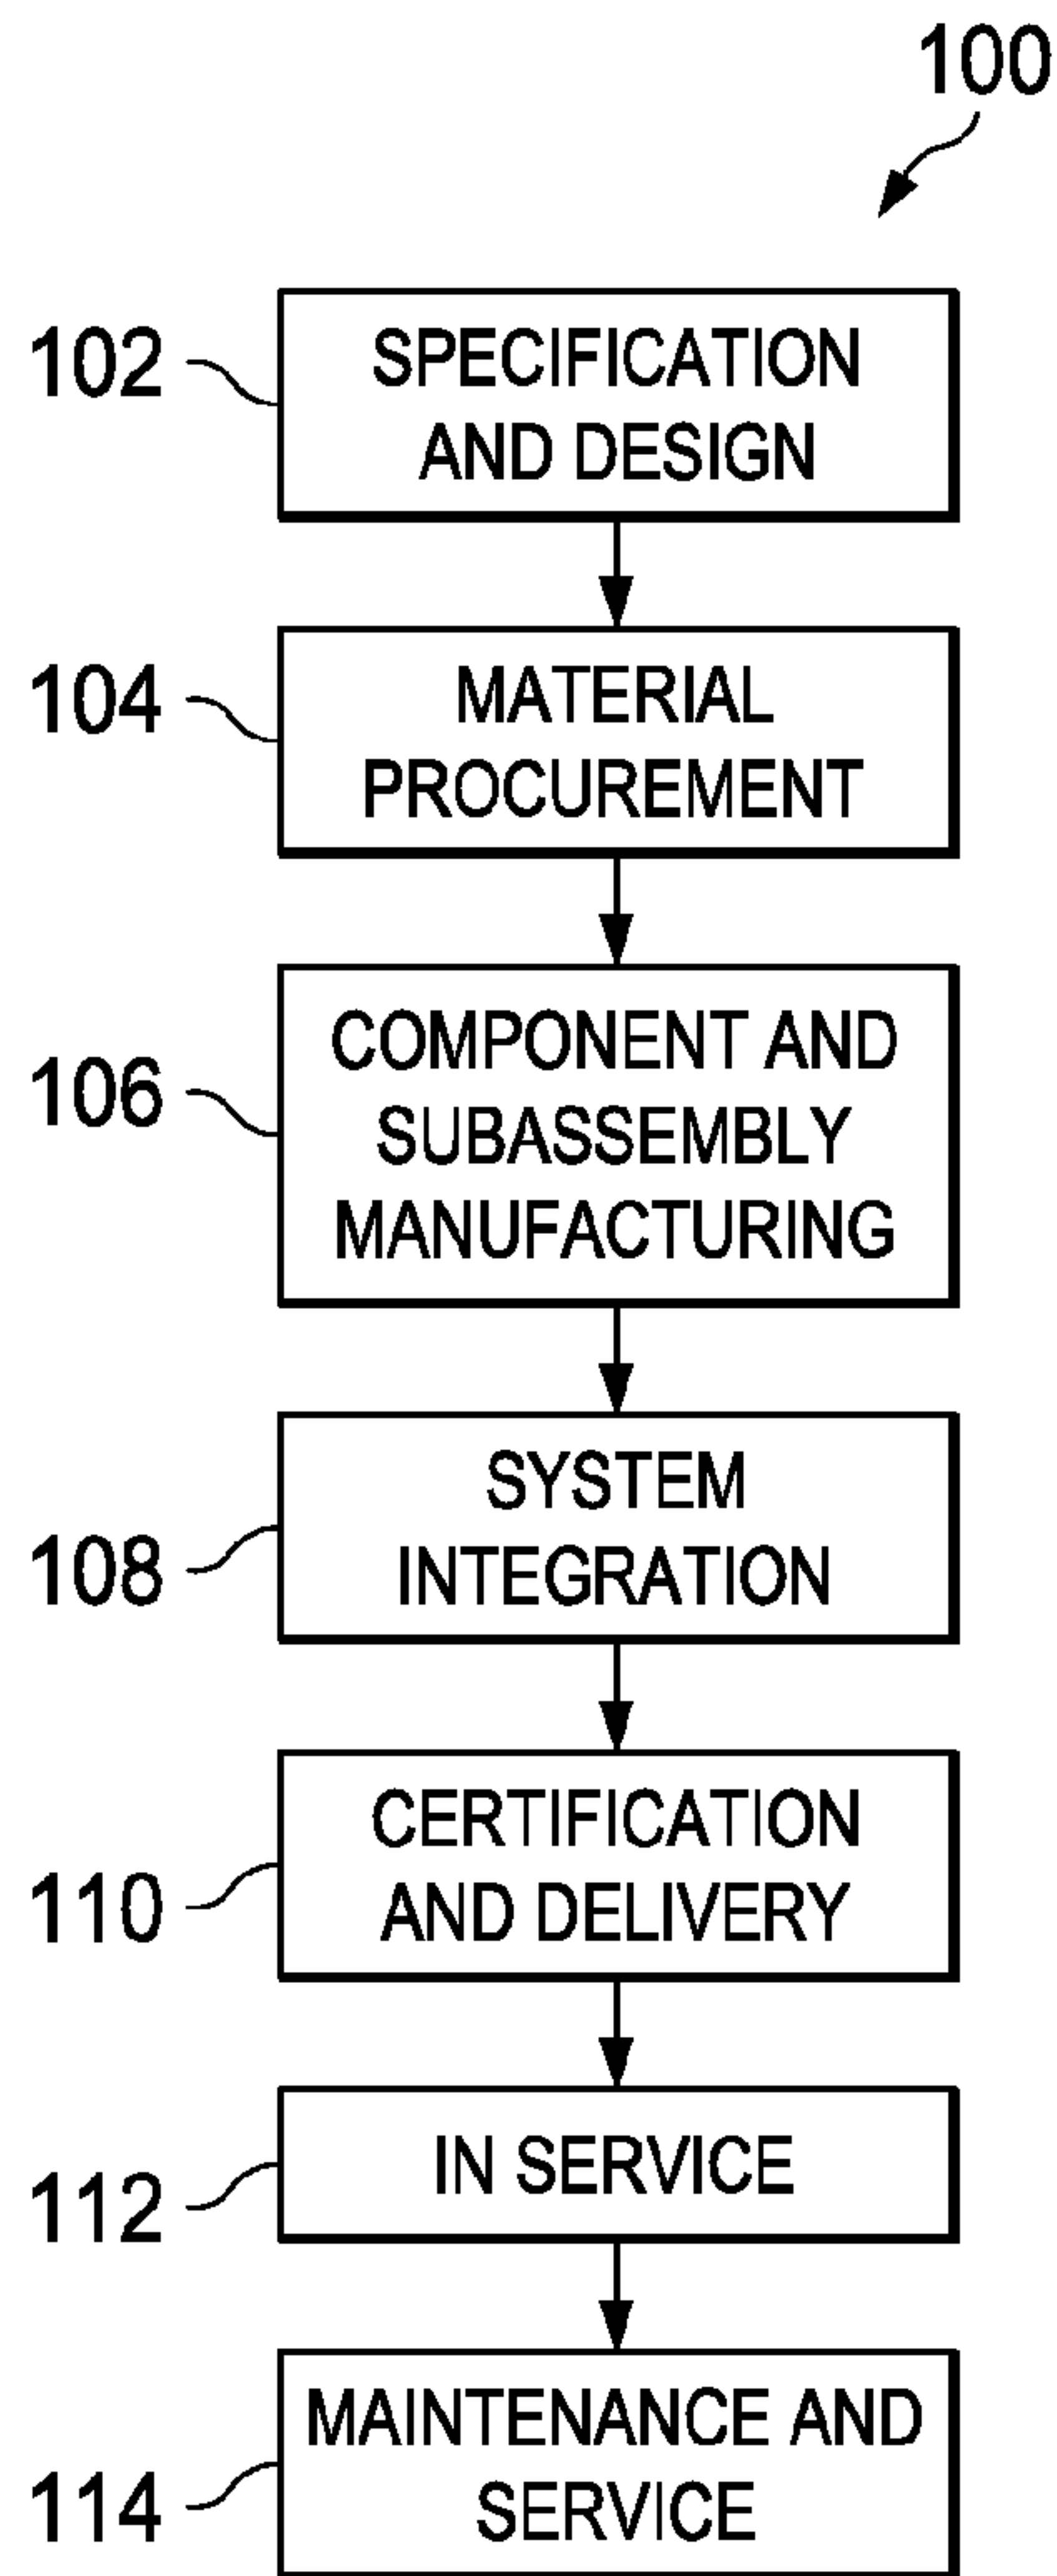 100
102
SPECIFICATION
AND DESIGN
104
MATERIAL
PROCUREMENT
106
COMPONENT AND
SUBASSEMBLY
MANUFACTURING
108
SYSTEM
INTEGRATION
110
CERTIFICATION
AND DELIVERY
112
IN SERVICE
114
MAINTENANCE AND
SERVICE